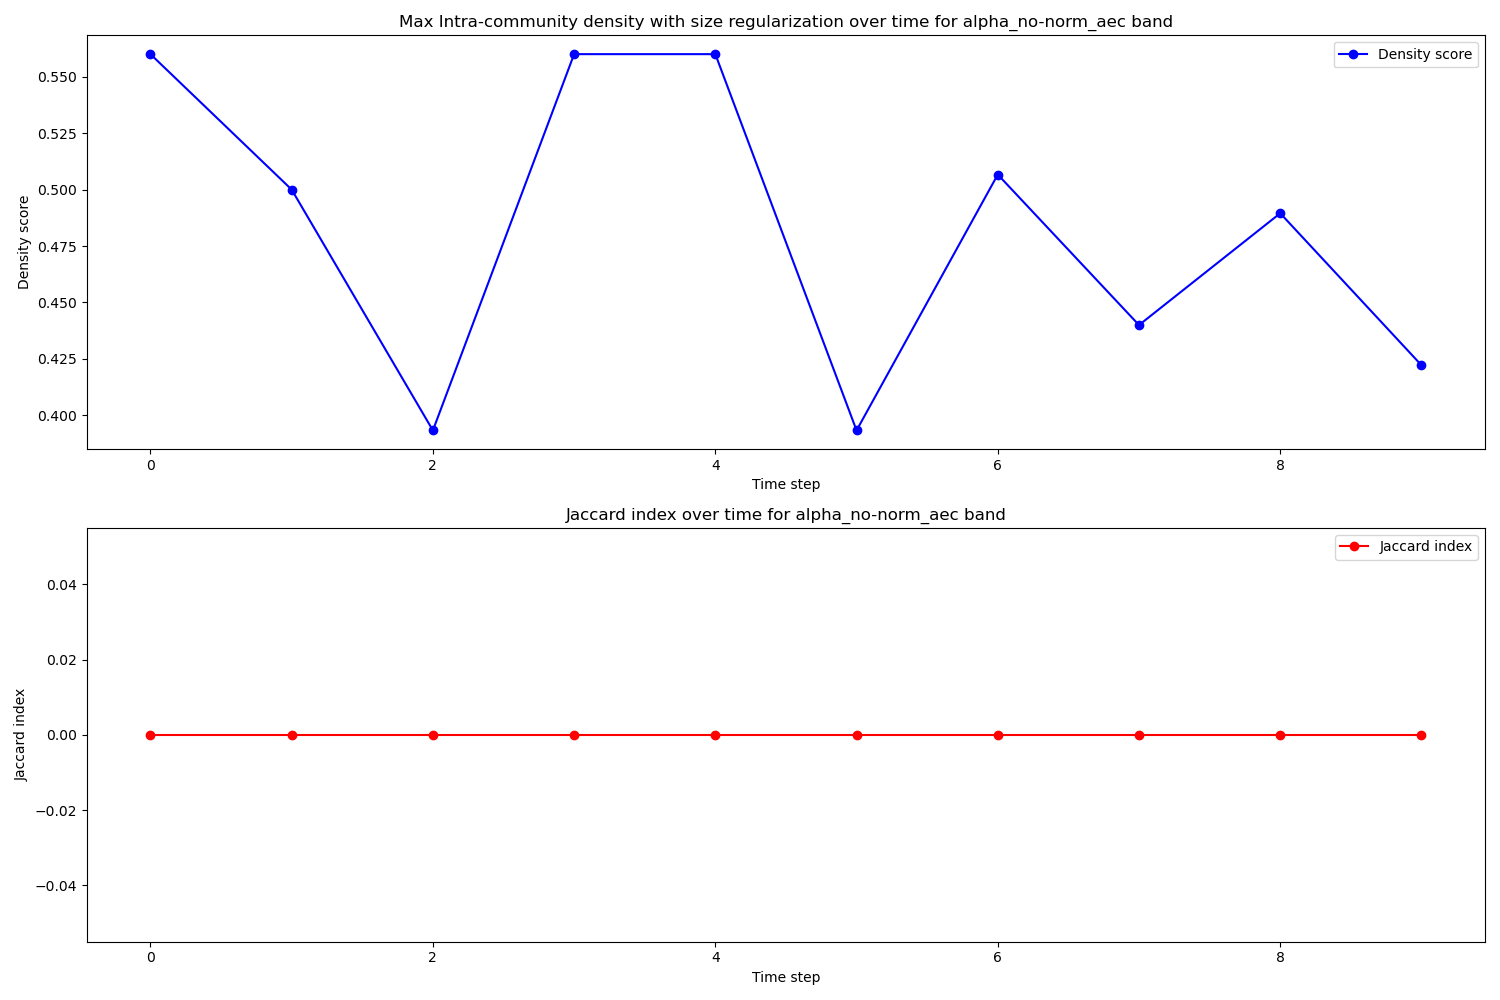 Max Intra-community density with size regularization over time for alpha_no-norm_aec band
Density score
Density score
0.550
0.525
0.500
0.475
0.450
0.425
0.400
0
2
4
6
8
Time step
Jaccard index over time for alpha_no-norm_aec band
Jaccard index
Jaccard index
0.04
0.02
0.00
−0.02
−0.04
0
2
4
6
8
Time step